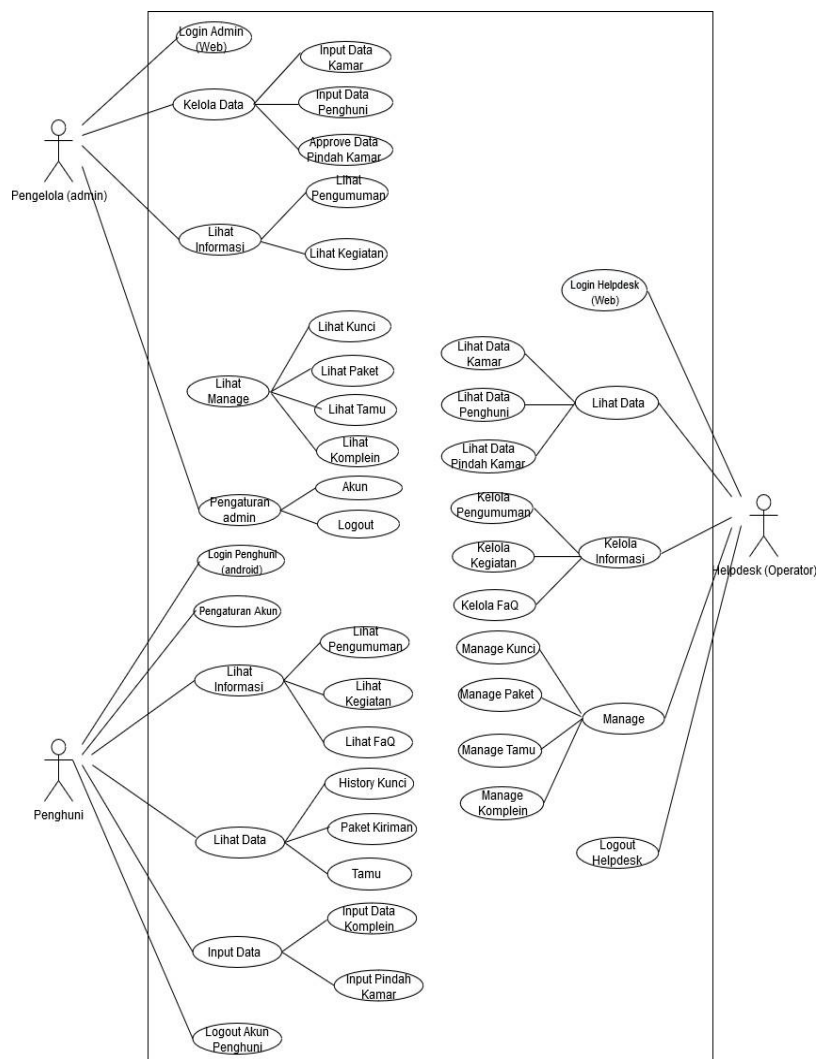 Login Admin
(Web)
Input Data
Kamar
Kelola Data
Input Data
Penghuni
Approve Data
Pindah Kamar
Pengelola (admin)
Lihat
Pengumuman
Lihat
Informasi
Lihat Kegiatan
Lihat Kunci
Lihat
Manage
Lihat Paket
Lihat Tamu
Lihat
Komplein
Pengaturan
admin
Akun
Logout
Login Helpdesk
(Web)
Lihat Data
Kamar
Lihat Data
Penghuni
Lihat Data
Lihat Data
Pindah Kamar
Kelola
Pengumuman
Kelola
Kegiatan
Kelola
Informasi
Helpdesk (Operator)
Kelola FaQ
Manage Kunci
Manage Paket
Manage
Manage Tamu
Manage
Komplein
Logout
Helpdesk
Login Penghuni
(android)
Pengaturan Akun
Lihat
Pengumuman
Lihat
Informasi
Lihat
Kegiatan
Lihat FaQ
Penghuni
History Kunci
Lihat Data
Paket Kiriman
Tamu
Input Data
Komplein
Input Data
Input Pindah
Kamar
Logout Akun
Penghuni